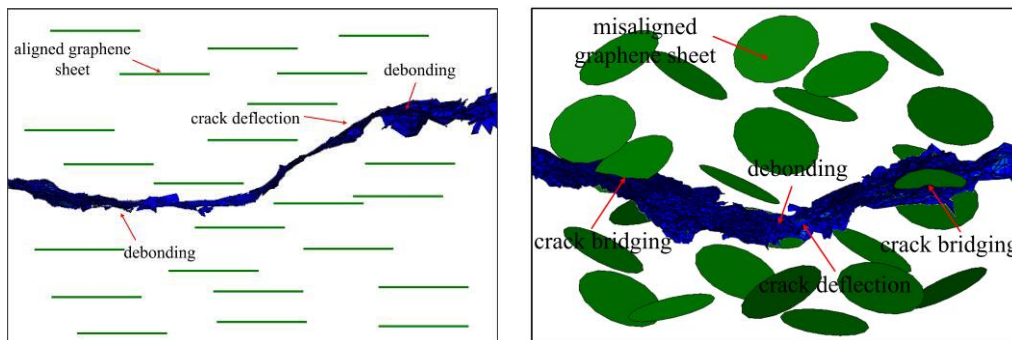 aligned graphene
sheet
debonding
crack deflection
debonding
misaligned
graphene sheet
debonding
crack bridging
crack bridging
crack deflection